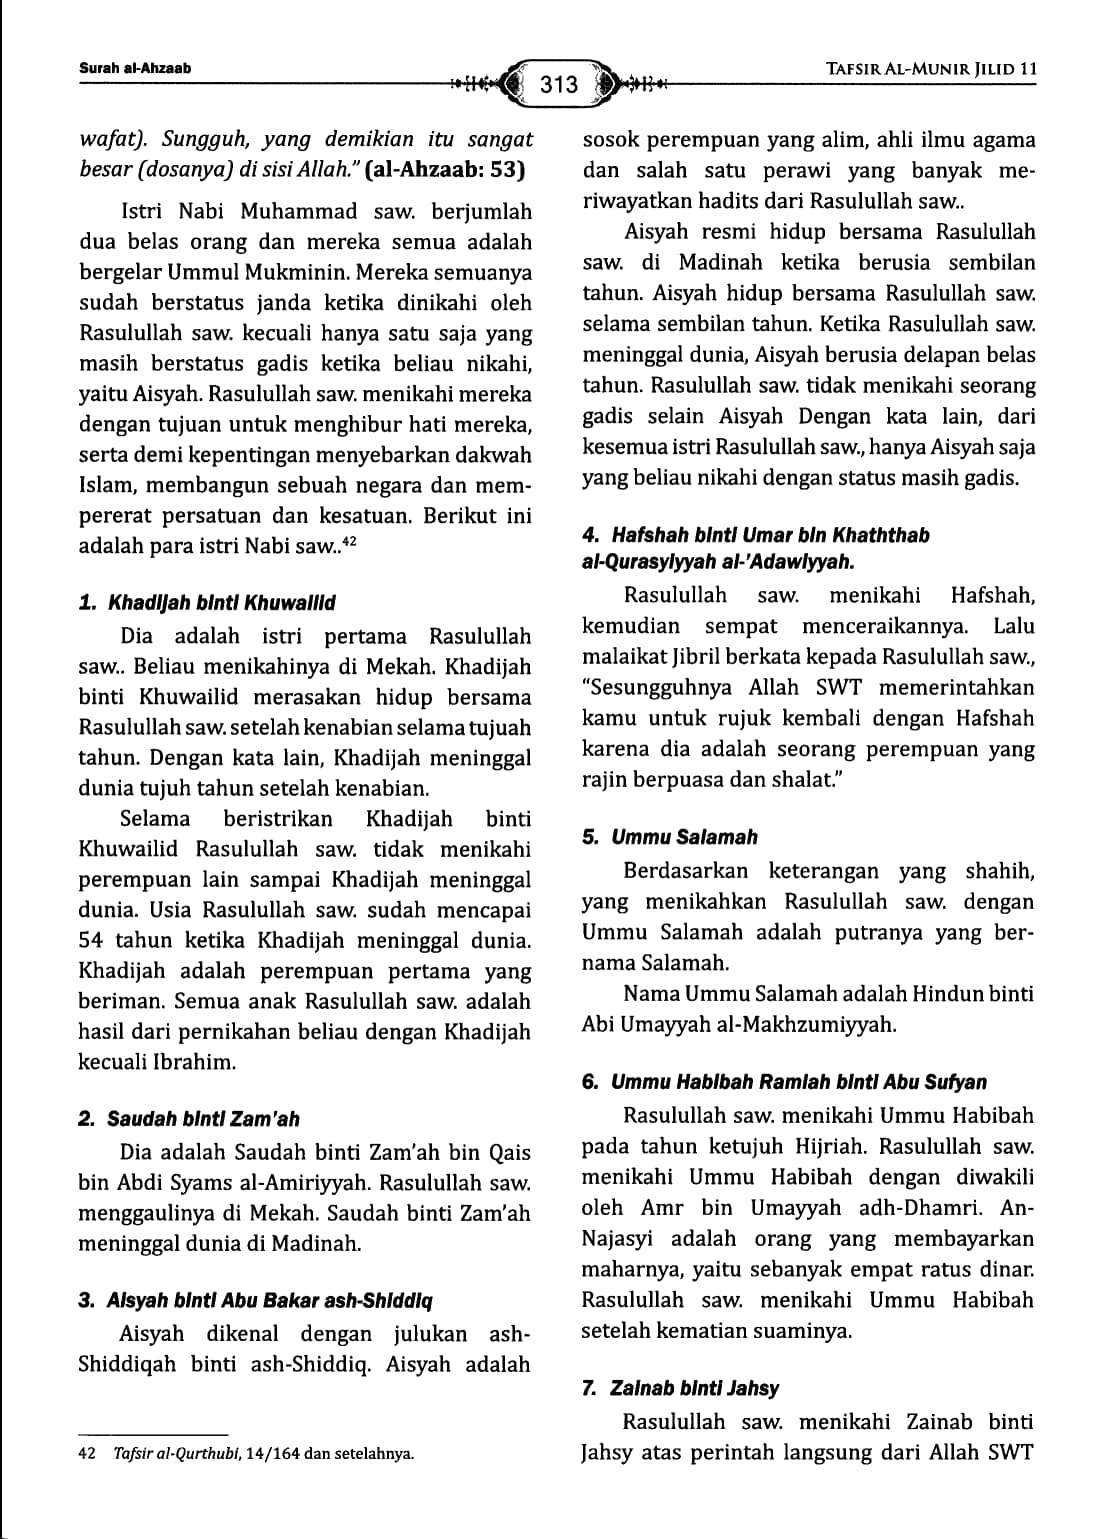 Surah al-Ahzaab
313
TAFSIR AL-MUNIR JILID 11
wafat). Sungguh, yang demikian itu sangat
besar (dosanya) di sisi Allah.” (al-Ahzaab: 53)
Istri Nabi Muhammad saw. berjumlah
dua belas orang dan mereka semua adalah
bergelar Ummul Mukminin. Mereka semuanya
sudah berstatus janda ketika dinikahi oleh
Rasulullah saw. kecuali hanya satu saja yang
masih berstatus gadis ketika beliau nikahi,
yaitu Aisyah. Rasulullah saw. menikahi mereka
dengan tujuan untuk menghibur hati mereka,
serta demi kepentingan menyebarkan dakwah
Islam, membangun sebuah negara dan mem-
pererat persatuan dan kesatuan. Berikut ini
adalah para istri Nabi saw..⁴²
1. Khadijah binti Khuwailid
Dia adalah istri pertama Rasulullah
saw.. Beliau menikahinya di Mekah. Khadijah
binti Khuwailid merasakan hidup bersama
Rasulullah saw. setelah kenabian selama tujuah
tahun. Dengan kata lain, Khadijah meninggal
dunia tujuh tahun setelah kenabian.
Selama beristrikan Khadijah binti
Khuwailid Rasulullah saw. tidak menikahi
perempuan lain sampai Khadijah meninggal
dunia. Usia Rasulullah saw. sudah mencapai
54 tahun ketika Khadijah meninggal dunia.
Khadijah adalah perempuan pertama yang
beriman. Semua anak Rasulullah saw. adalah
hasil dari pernikahan beliau dengan Khadijah
kecuali Ibrahim.
2. Saudah binti Zam’ah
Dia adalah Saudah binti Zam’ah bin Qais
bin Abdi Syams al-Amiriyyah. Rasulullah saw.
menggaulinya di Mekah. Saudah binti Zam’ah
meninggal dunia di Madinah.
3. Aisyah binti Abu Bakar ash-Shiddiq
Aisyah dikenal dengan julukan ash-
Shiddiqah binti ash-Shiddiq. Aisyah adalah
42 Tafsir al-Qurthubi, 14/164 dan setelahnya.
sosok perempuan yang alim, ahli ilmu agama
dan salah satu perawi yang banyak me-
riwayatkan hadits dari Rasulullah saw..
Aisyah resmi hidup bersama Rasulullah
saw. di Madinah ketika berusia sembilan
tahun. Aisyah hidup bersama Rasulullah saw.
selama sembilan tahun. Ketika Rasulullah saw.
meninggal dunia, Aisyah berusia delapan belas
tahun. Rasulullah saw. tidak menikahi seorang
gadis selain Aisyah Dengan kata lain, dari
kesemua istri Rasulullah saw., hanya Aisyah saja
yang beliau nikahi dengan status masih gadis.
4. Hafshah binti Umar bin Khaththab
al-Qurasyiyyah al-’Adawiyyah.
Rasulullah saw. menikahi Hafshah,
kemudian sempat menceraikannya. Lalu
malaikat Jibril berkata kepada Rasulullah saw.,
“Sesungguhnya Allah SWT memerintahkan
kamu untuk rujuk kembali dengan Hafshah
karena dia adalah seorang perempuan yang
rajin berpuasa dan shalat.”
5. Ummu Salamah
Berdasarkan keterangan yang shahih,
yang menikahkan Rasulullah saw. dengan
Ummu Salamah adalah putranya yang ber-
nama Salamah.
Nama Ummu Salamah adalah Hindun binti
Abi Umayyah al-Makhzumiyyah.
6. Ummu Habibah Ramlah binti Abu Sufyan
Rasulullah saw. menikahi Ummu Habibah
pada tahun ketujuh Hijriah. Rasulullah saw.
menikahi Ummu Habibah dengan diwakili
oleh Amr bin Umayyah adh-Dhamri. An-
Najasyi adalah orang yang membayarkan
maharnya, yaitu sebanyak empat ratus dinar.
Rasulullah saw. menikahi Ummu Habibah
setelah kematian suaminya.
7. Zainab binti Jahsy
Rasulullah saw. menikahi Zainab binti
Jahsy atas perintah langsung dari Allah SWT